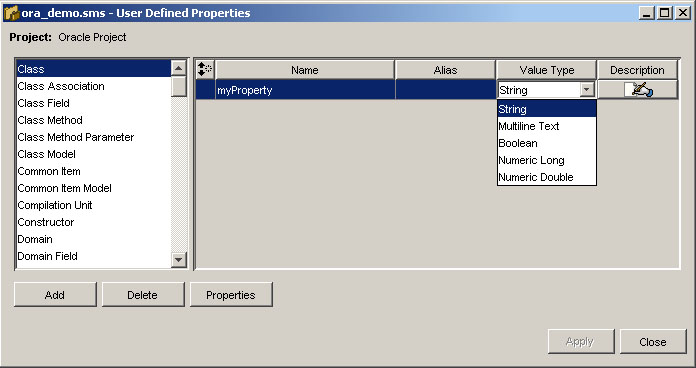 ora_demo.sms - User Defined Properties
Project: Oracle Project
Name Alias Value Type Description
Class
Class Association
Class Field
Class Method
Class Method Parameter
Class Model
Common Item
Common Item Model
Compilation Unit
Constructor
Domain
Domain Field
myProperty String
String
Multiline Text
Boolean
Numeric Long
Numeric Double
Add Delete Properties
Apply Close